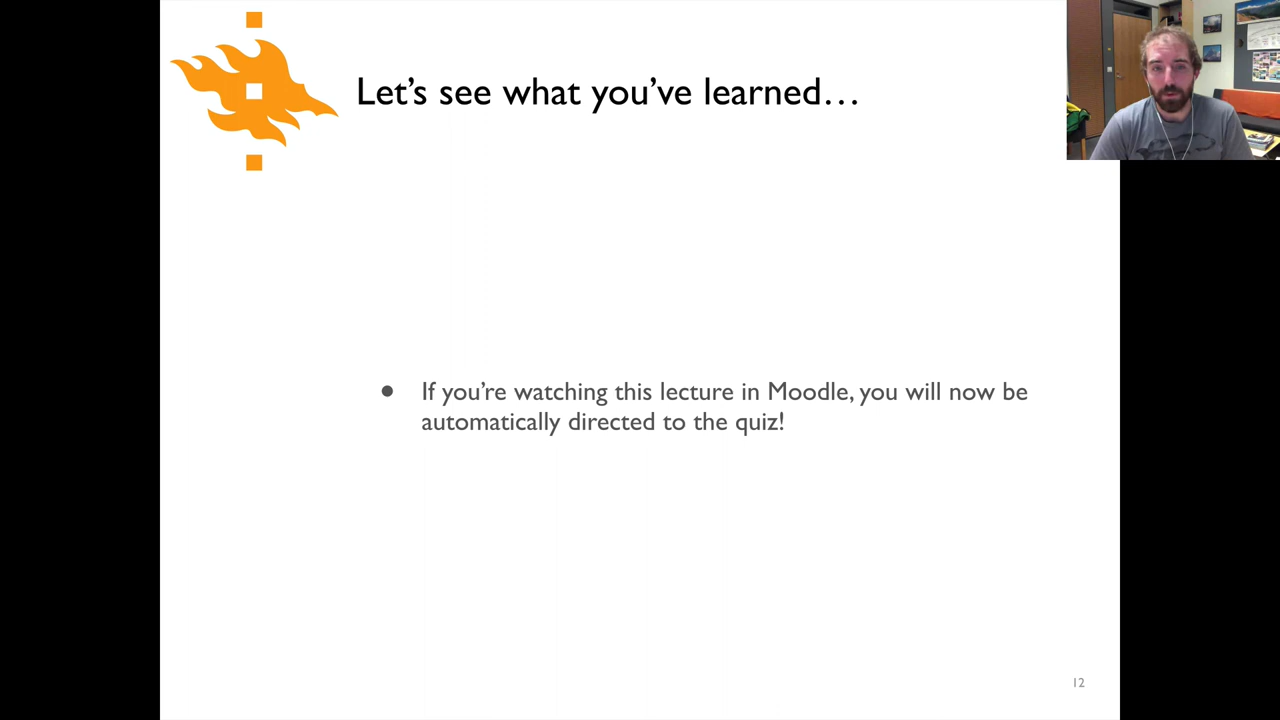 Let’s see what you’ve learned…
● If you’re watching this lecture in Moodle, you will now be
automatically directed to the quiz!
12